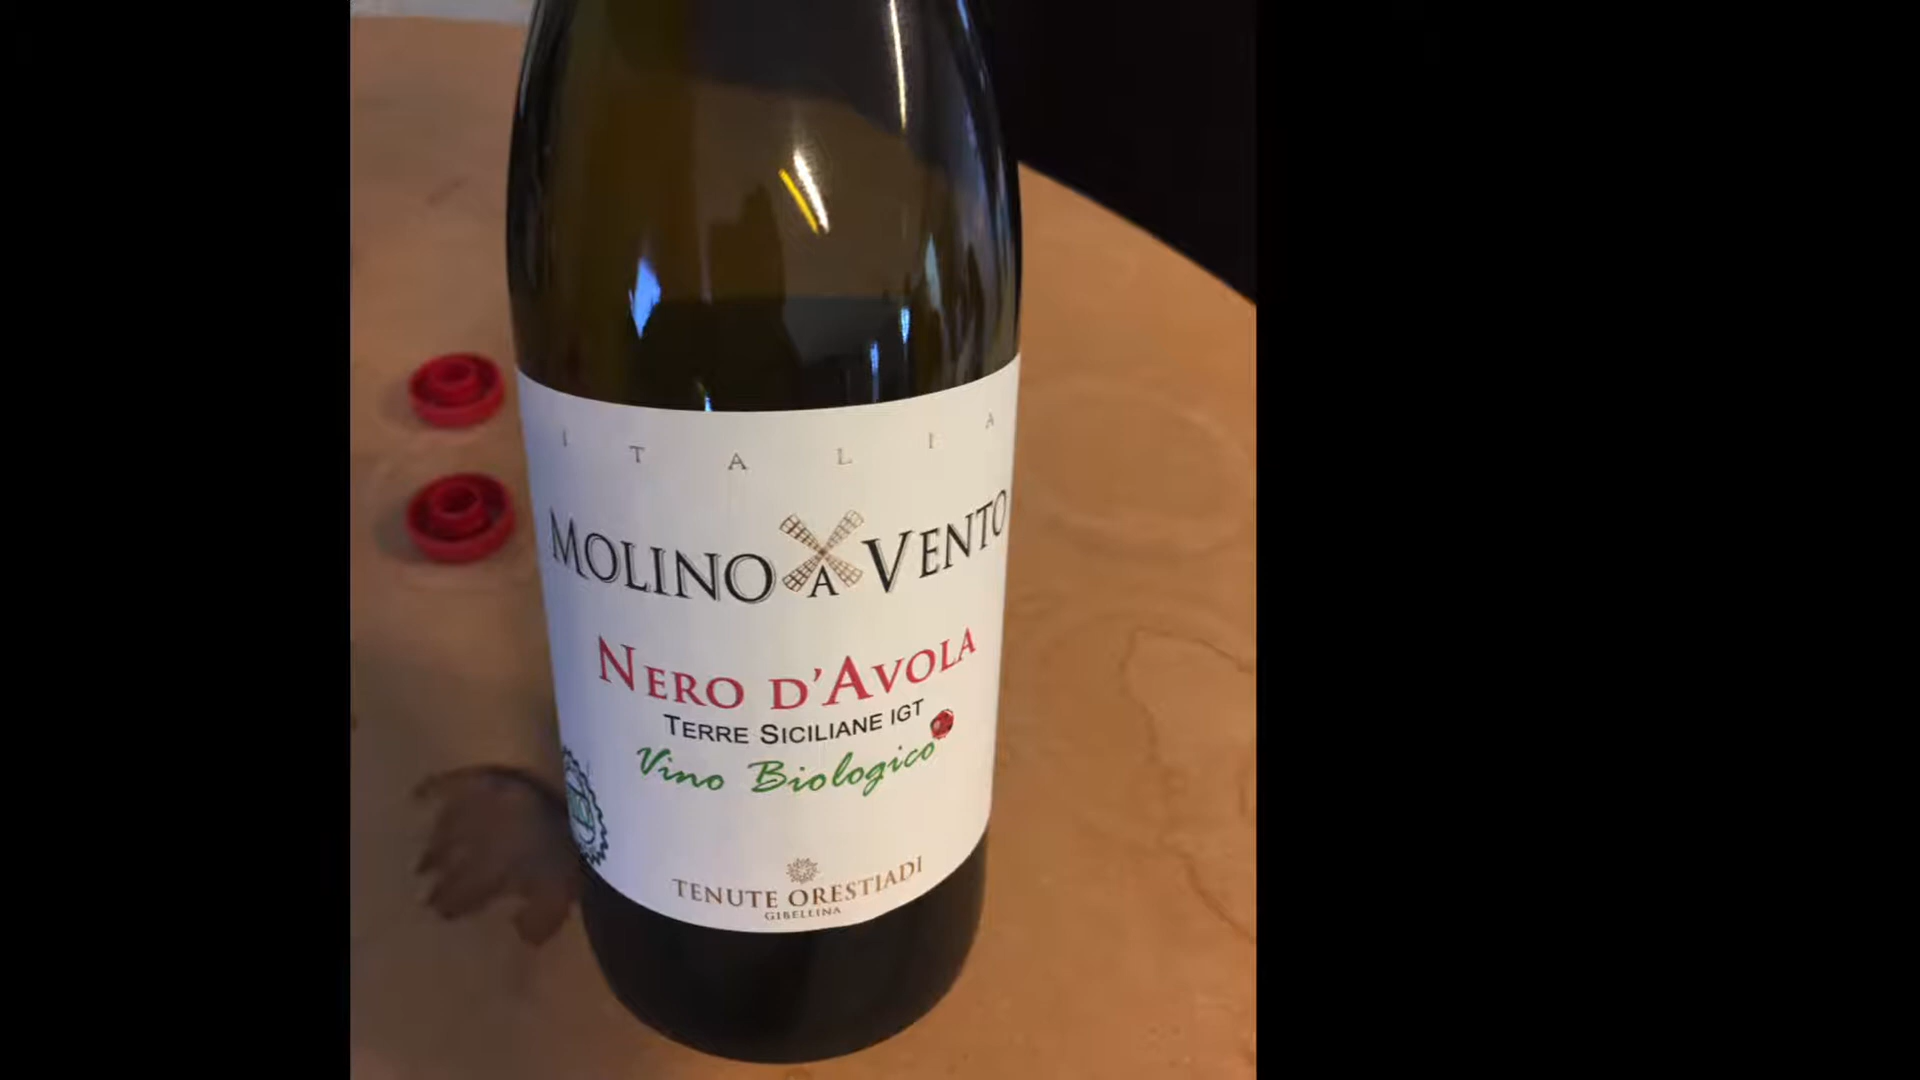 ITALIA
MOLINO A VENTO
NERO D'AVOLA
TERRE SICILIANE IGT
Vino Biologico
TENUTE ORESTIADI
GIBELLINA